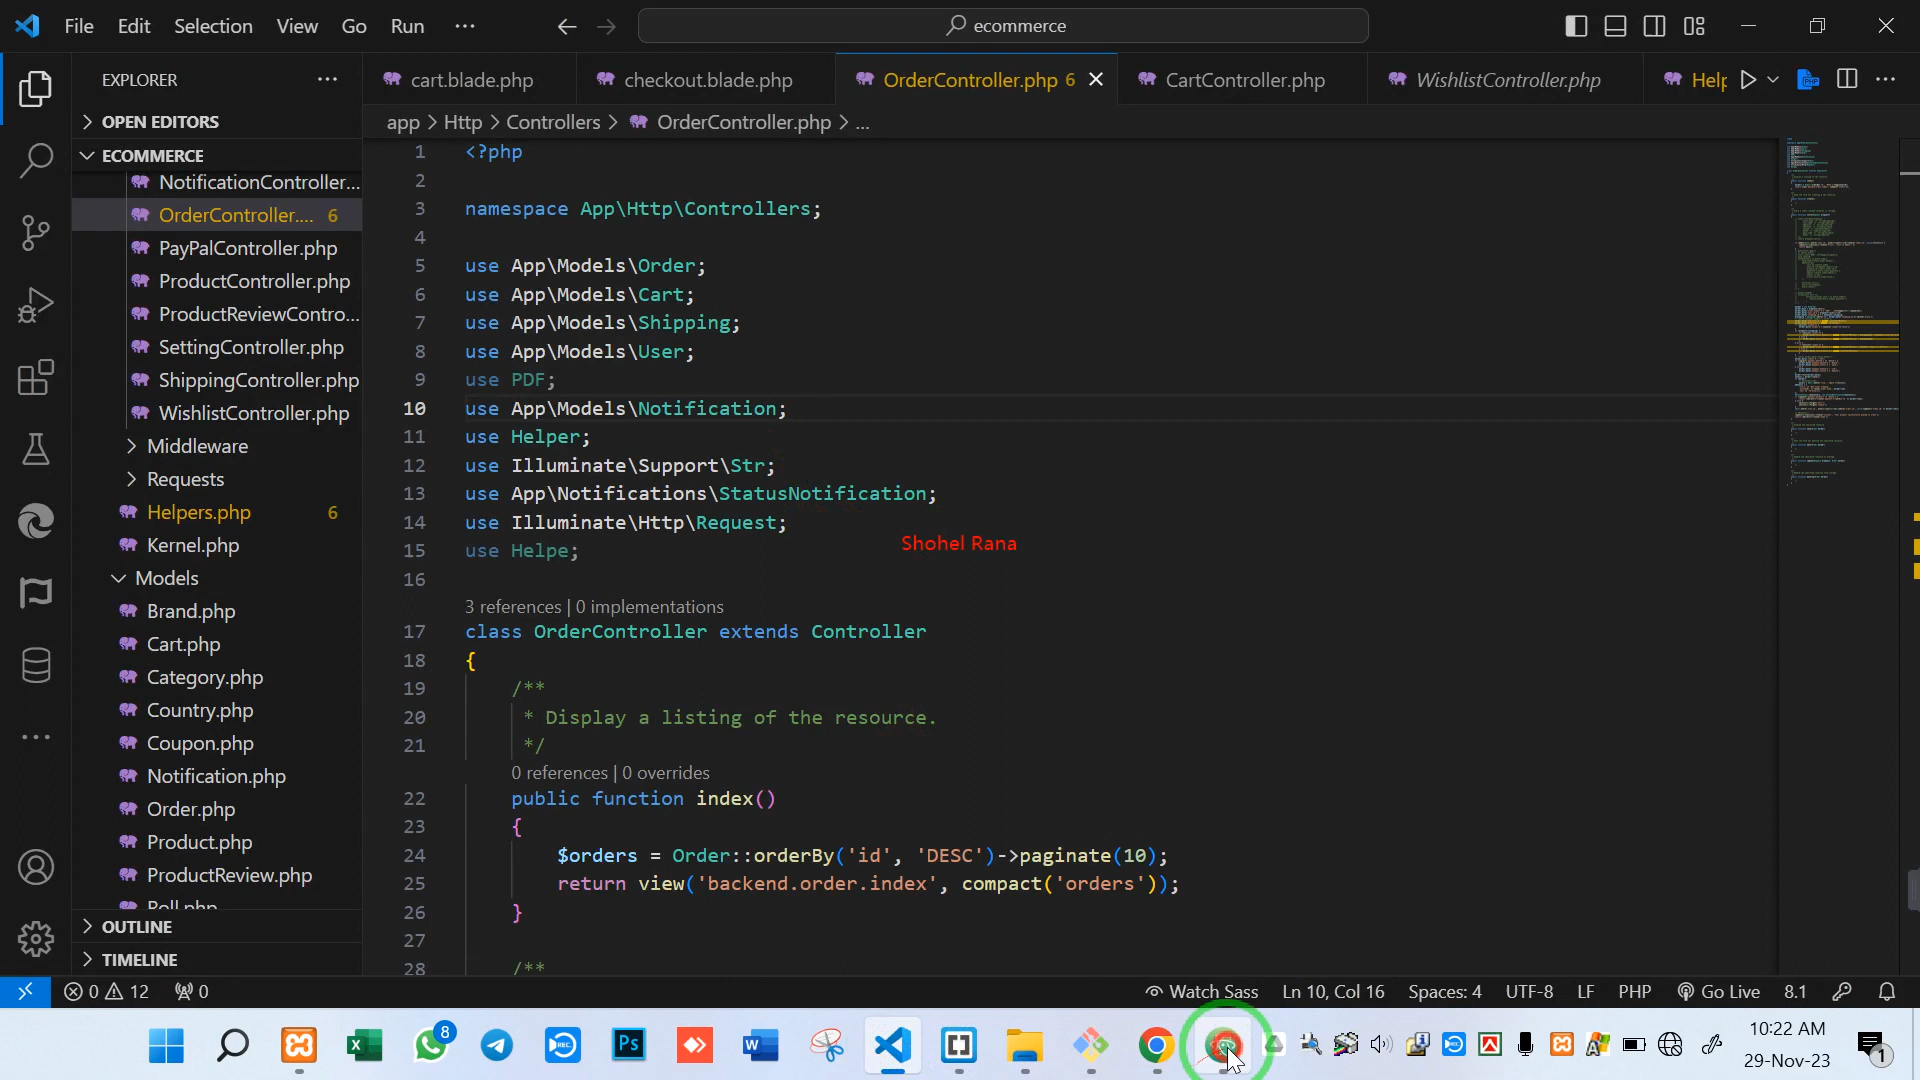 File Edit Selection View Go Run ...
ecommerce
EXPLORER ...
cart.blade.php
checkout.blade.php
OrderController.php 6
CartController.php
WishlistController.php
Help
OPEN EDITORS
app > Http > Controllers > OrderController.php > ...
ECOMMERCE
NotificationController...
OrderController.... 6
PayPalController.php
ProductController.php
ProductReviewContro...
SettingController.php
ShippingController.php
WishlistController.php
Middleware
Requests
Helpers.php 6
Kernel.php
Models
Brand.php
Cart.php
Category.php
Country.php
Coupon.php
Notification.php
Order.php
Product.php
ProductReview.php
Roll.php
OUTLINE
TIMELINE
1 <?php
2
3 namespace App\Http\Controllers;
4
5 use App\Models\Order;
6 use App\Models\Cart;
7 use App\Models\Shipping;
8 use App\Models\User;
9 use PDF;
10 use App\Models\Notification;
11 use Helper;
12 use Illuminate\Support\Str;
13 use App\Notifications\StatusNotification;
14 use Illuminate\Http\Request;
15 use Helpe;
Shohel Rana
16
3 references | 0 implementations
17 class OrderController extends Controller
18 {
19 /**
20 * Display a listing of the resource.
21 */
0 references | 0 overrides
22 public function index()
23 {
24 $orders = Order::orderBy('id', 'DESC')->paginate(10);
25 return view('backend.order.index', compact('orders'));
26 }
27
28 /**
0 12 0
Watch Sass Ln 10, Col 16 Spaces: 4 UTF-8 LF PHP Go Live 8.1
8
REC
Ps
10:22 AM
29-Nov-23
1